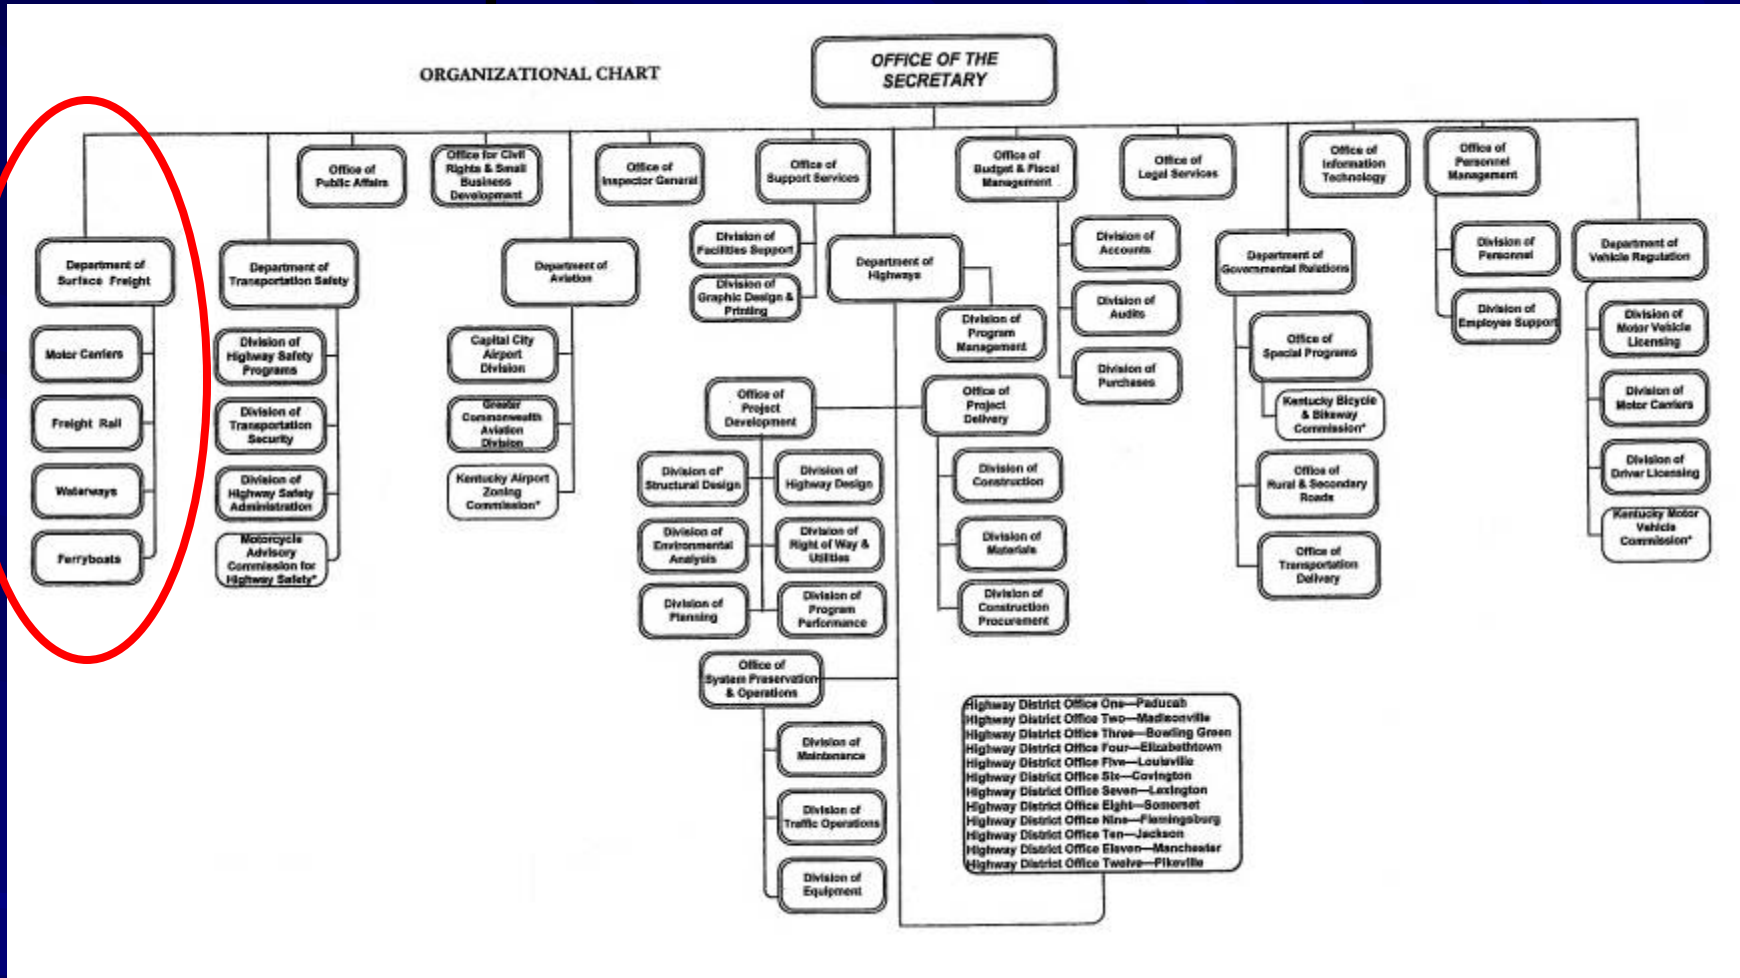 ORGANIZATIONAL CHART
OFFICE OF THE
SECRETARY
Office of
Public Affairs
Office for Civil
Rights & Small
Business
Development
Office of
Inspector General
Office of
Support Services
Office of
Budget & Fiscal
Management
Office of
Legal Services
Office of
Information
Technology
Office of
Personnel
Management
Department of
Surface Freight
Motor Carriers
Freight Rail
Waterways
Ferryboats
Department of
Transportation Safety
Division of
Highway Safety
Programs
Division of
Transportation
Security
Division of
Highway Safety
Administration
Motorcycle
Advisory
Commission for
Highway Safety*
Department of
Aviation
Capital City
Airport
Division
Greater
Commonwealth
Aviation
Division
Kentucky Airport
Zoning
Commission*
Division of
Facilities Support
Division of
Graphic Design &
Printing
Department of
Highways
Division of
Program
Management
Office of
Project
Development
Division of
Structural Design
Division of
Highway Design
Division of
Environmental
Analysis
Division of
Right of Way &
Utilities
Division of
Planning
Division of
Program
Performance
Office of
Project
Delivery
Division of
Construction
Division of
Materials
Division of
Construction
Procurement
Office of
System Preservation
& Operations
Division of
Maintenance
Division of
Traffic Operations
Division of
Equipment
Highway District Office One—Paducah
Highway District Office Two—Madisonville
Highway District Office Three—Bowling Green
Highway District Office Four—Elizabethtown
Highway District Office Five—Louisville
Highway District Office Six—Covington
Highway District Office Seven—Lexington
Highway District Office Eight—Somerset
Highway District Office Nine—Flemingsburg
Highway District Office Ten—Jackson
Highway District Office Eleven—Manchester
Highway District Office Twelve—Pikeville
Division of
Accounts
Division of
Audits
Division of
Purchases
Department of
Governmental Relations
Office of
Special Programs
Kentucky Bicycle
& Bikeway
Commission*
Office of
Rural & Secondary
Roads
Office of
Transportation
Delivery
Division of
Personnel
Division of
Employee Support
Department of
Vehicle Regulation
Division of
Motor Vehicle
Licensing
Division of
Motor Carriers
Division of
Driver Licensing
Kentucky Motor
Vehicle
Commission*